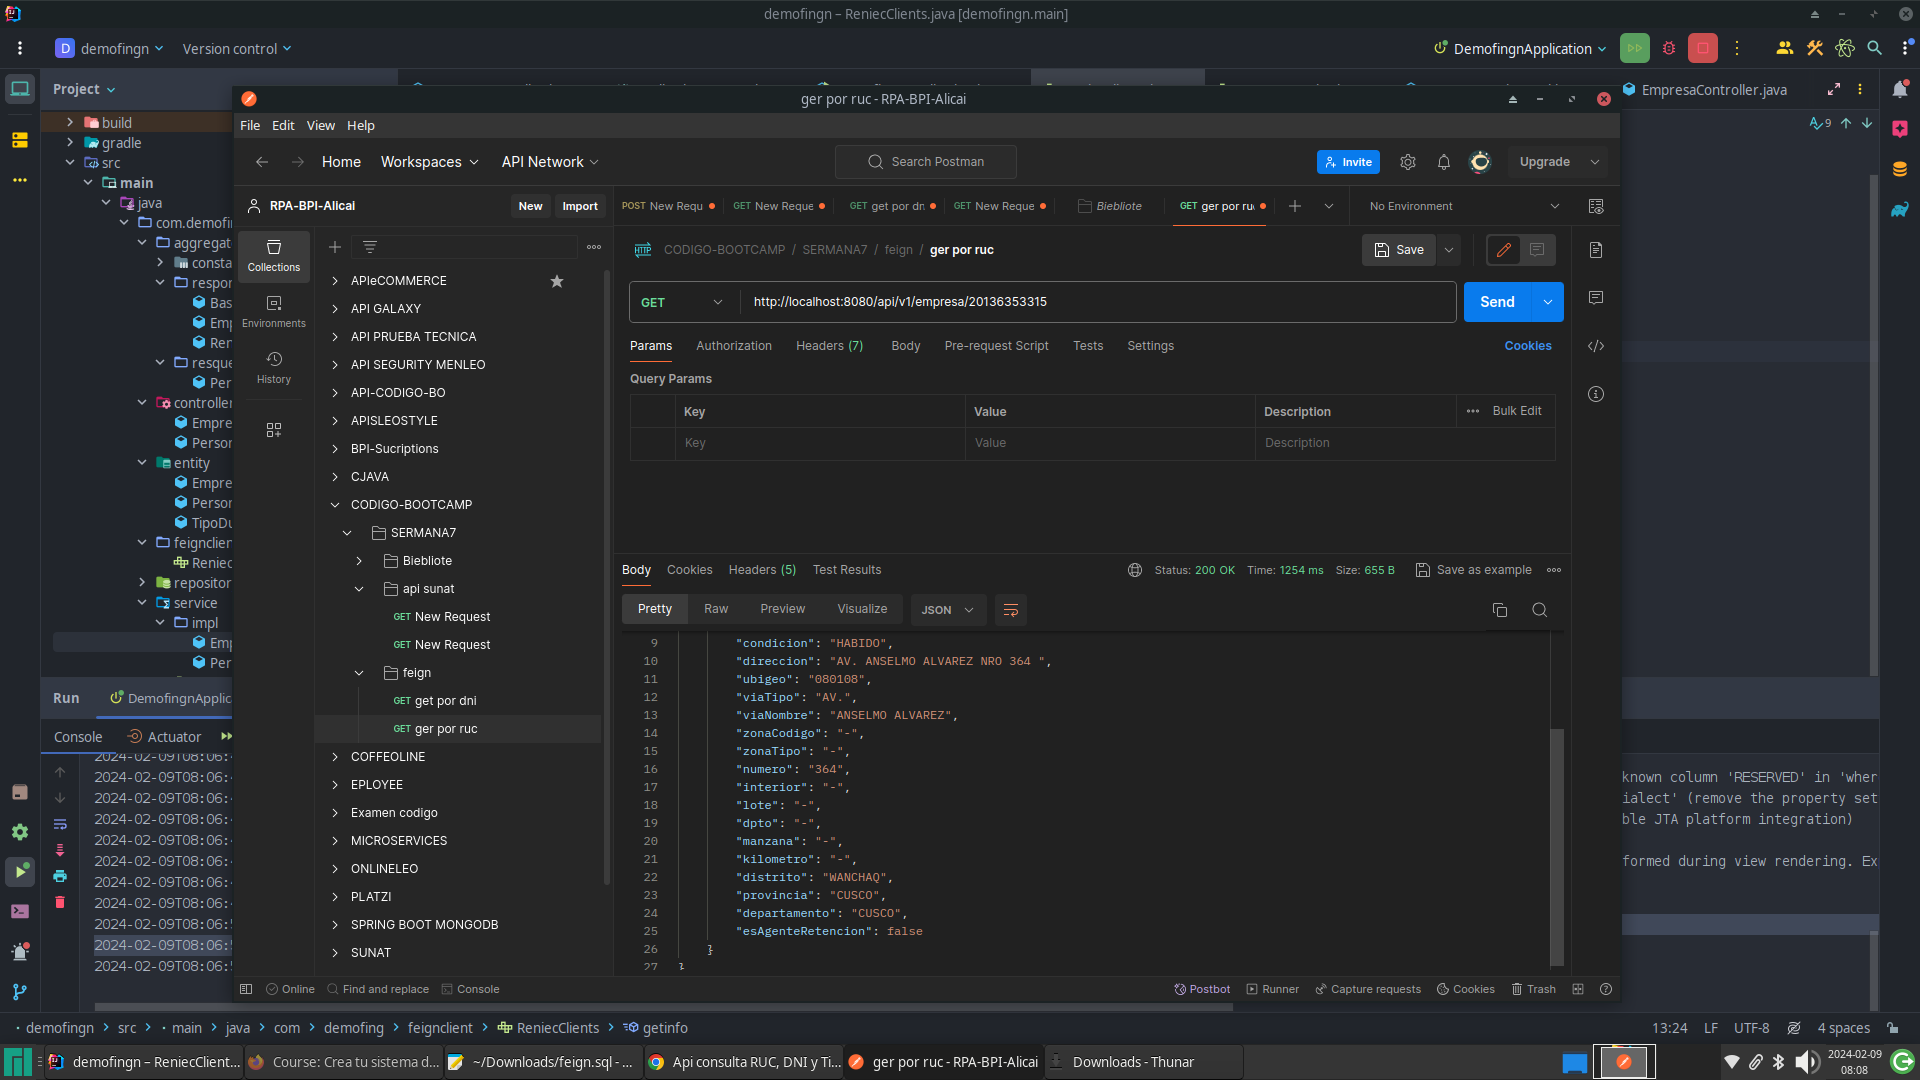 demofingn – ReniecClients.java [demofingn.main]
D demofingn Version control DemofingnApplication
Project
EmpresaController.java
9
build
gradle
src
main
java
com.demofin
aggregat
consta
respor
Bas
Emp
Ren
resque
Per
controller
Empre
Person
entity
Empre
Person
TipoDu
feignclien
Reniec
repositor
service
impl
Emp
Per
ger por ruc - RPA-BPI-Alicai
File Edit View Help
Home Workspaces API Network Search Postman Invite Upgrade
RPA-BPI-Alicai New Import
POST New Requ GET New Reque GET get por dn GET New Reque Biebliote GET ger por ru No Environment
Collections
Environments
History
APIeCOMMERCE
API GALAXY
API PRUEBA TECNICA
API SEGURITY MENLEO
API-CODIGO-BO
APISLEOSTYLE
BPI-Sucriptions
CJAVA
CODIGO-BOOTCAMP
SERMANA7
Biebliote
api sunat
GET New Request
GET New Request
feign
GET get por dni
GET ger por ruc
COFFEOLINE
EPLOYEE
Examen codigo
MICROSERVICES
ONLINELEO
PLATZI
SPRING BOOT MONGODB
SUNAT
HTTP CODIGO-BOOTCAMP / SERMANA7 / feign / ger por ruc Save
GET http://localhost:8080/api/v1/empresa/20136353315 Send
Params Authorization Headers (7) Body Pre-request Script Tests Settings Cookies
Query Params
Key Value Description Bulk Edit
Key Value Description
Body Cookies Headers (5) Test Results Status: 200 OK Time: 1254 ms Size: 655 B Save as example
Pretty Raw Preview Visualize JSON
9 "condicion": "HABIDO",
10 "direccion": "AV. ANSELMO ALVAREZ NRO 364 ",
11 "ubigeo": "080108",
12 "viaTipo": "AV.",
13 "viaNombre": "ANSELMO ALVAREZ",
14 "zonaCodigo": "-",
15 "zonaTipo": "-",
16 "numero": "364",
17 "interior": "-",
18 "lote": "-",
19 "dpto": "-",
20 "manzana": "-",
21 "kilometro": "-",
22 "distrito": "WANCHAQ",
23 "provincia": "CUSCO",
24 "departamento": "CUSCO",
25 "esAgenteRetencion": false
26 }
27 }
Online Find and replace Console Postbot Runner Capture requests Cookies Trash
Run DemofingnApplic
Console Actuator
2024-02-09T08:06:
2024-02-09T08:06: known column 'RESERVED' in 'wher
2024-02-09T08:06: ialect' (remove the property set
2024-02-09T08:06: ble JTA platform integration)
2024-02-09T08:06:
2024-02-09T08:06: formed during view rendering. Ex
2024-02-09T08:06:
2024-02-09T08:06:
2024-02-09T08:06:
2024-02-09T08:06:
2024-02-09T08:06:
demofingn src main java com demofing feignclient ReniecClients getinfo 13:24 LF UTF-8 4 spaces
demofingn – ReniecClient... Course: Crea tu sistema d... ~/Downloads/feign.sql - ... Api consulta RUC, DNI y Ti... ger por ruc - RPA-BPI-Alicai Downloads - Thunar
2024-02-09
08:08